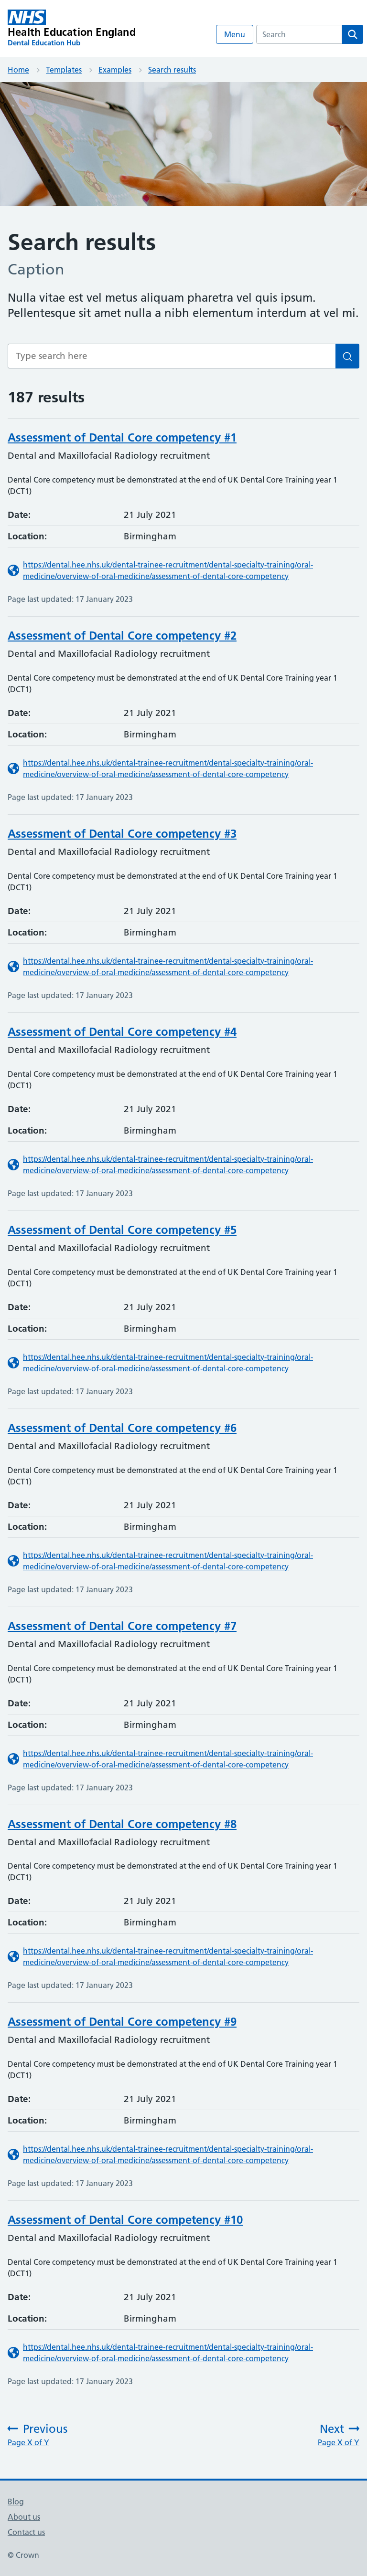 NHS
Health Education England
Dental Education Hub
Menu
Search
Home > Templates > Examples > Search results
Search results
Caption
Nulla vitae est vel metus aliquam pharetra vel quis ipsum.
Pellentesque sit amet nulla a nibh elementum interdum at vel mi.
Type search here
187 results
Assessment of Dental Core competency #1
Dental and Maxillofacial Radiology recruitment
Dental Core competency must be demonstrated at the end of UK Dental Core Training year 1
(DCT1)
Date: 21 July 2021
Location: Birmingham
https://dental.hee.nhs.uk/dental-trainee-recruitment/dental-specialty-training/oral-
medicine/overview-of-oral-medicine/assessment-of-dental-core-competency
Page last updated: 17 January 2023
Assessment of Dental Core competency #2
Dental and Maxillofacial Radiology recruitment
Dental Core competency must be demonstrated at the end of UK Dental Core Training year 1
(DCT1)
Date: 21 July 2021
Location: Birmingham
https://dental.hee.nhs.uk/dental-trainee-recruitment/dental-specialty-training/oral-
medicine/overview-of-oral-medicine/assessment-of-dental-core-competency
Page last updated: 17 January 2023
Assessment of Dental Core competency #3
Dental and Maxillofacial Radiology recruitment
Dental Core competency must be demonstrated at the end of UK Dental Core Training year 1
(DCT1)
Date: 21 July 2021
Location: Birmingham
https://dental.hee.nhs.uk/dental-trainee-recruitment/dental-specialty-training/oral-
medicine/overview-of-oral-medicine/assessment-of-dental-core-competency
Page last updated: 17 January 2023
Assessment of Dental Core competency #4
Dental and Maxillofacial Radiology recruitment
Dental Core competency must be demonstrated at the end of UK Dental Core Training year 1
(DCT1)
Date: 21 July 2021
Location: Birmingham
https://dental.hee.nhs.uk/dental-trainee-recruitment/dental-specialty-training/oral-
medicine/overview-of-oral-medicine/assessment-of-dental-core-competency
Page last updated: 17 January 2023
Assessment of Dental Core competency #5
Dental and Maxillofacial Radiology recruitment
Dental Core competency must be demonstrated at the end of UK Dental Core Training year 1
(DCT1)
Date: 21 July 2021
Location: Birmingham
https://dental.hee.nhs.uk/dental-trainee-recruitment/dental-specialty-training/oral-
medicine/overview-of-oral-medicine/assessment-of-dental-core-competency
Page last updated: 17 January 2023
Assessment of Dental Core competency #6
Dental and Maxillofacial Radiology recruitment
Dental Core competency must be demonstrated at the end of UK Dental Core Training year 1
(DCT1)
Date: 21 July 2021
Location: Birmingham
https://dental.hee.nhs.uk/dental-trainee-recruitment/dental-specialty-training/oral-
medicine/overview-of-oral-medicine/assessment-of-dental-core-competency
Page last updated: 17 January 2023
Assessment of Dental Core competency #7
Dental and Maxillofacial Radiology recruitment
Dental Core competency must be demonstrated at the end of UK Dental Core Training year 1
(DCT1)
Date: 21 July 2021
Location: Birmingham
https://dental.hee.nhs.uk/dental-trainee-recruitment/dental-specialty-training/oral-
medicine/overview-of-oral-medicine/assessment-of-dental-core-competency
Page last updated: 17 January 2023
Assessment of Dental Core competency #8
Dental and Maxillofacial Radiology recruitment
Dental Core competency must be demonstrated at the end of UK Dental Core Training year 1
(DCT1)
Date: 21 July 2021
Location: Birmingham
https://dental.hee.nhs.uk/dental-trainee-recruitment/dental-specialty-training/oral-
medicine/overview-of-oral-medicine/assessment-of-dental-core-competency
Page last updated: 17 January 2023
Assessment of Dental Core competency #9
Dental and Maxillofacial Radiology recruitment
Dental Core competency must be demonstrated at the end of UK Dental Core Training year 1
(DCT1)
Date: 21 July 2021
Location: Birmingham
https://dental.hee.nhs.uk/dental-trainee-recruitment/dental-specialty-training/oral-
medicine/overview-of-oral-medicine/assessment-of-dental-core-competency
Page last updated: 17 January 2023
Assessment of Dental Core competency #10
Dental and Maxillofacial Radiology recruitment
Dental Core competency must be demonstrated at the end of UK Dental Core Training year 1
(DCT1)
Date: 21 July 2021
Location: Birmingham
https://dental.hee.nhs.uk/dental-trainee-recruitment/dental-specialty-training/oral-
medicine/overview-of-oral-medicine/assessment-of-dental-core-competency
Page last updated: 17 January 2023
← Previous
Page X of Y
Next →
Page X of Y
Blog
About us
Contact us
© Crown